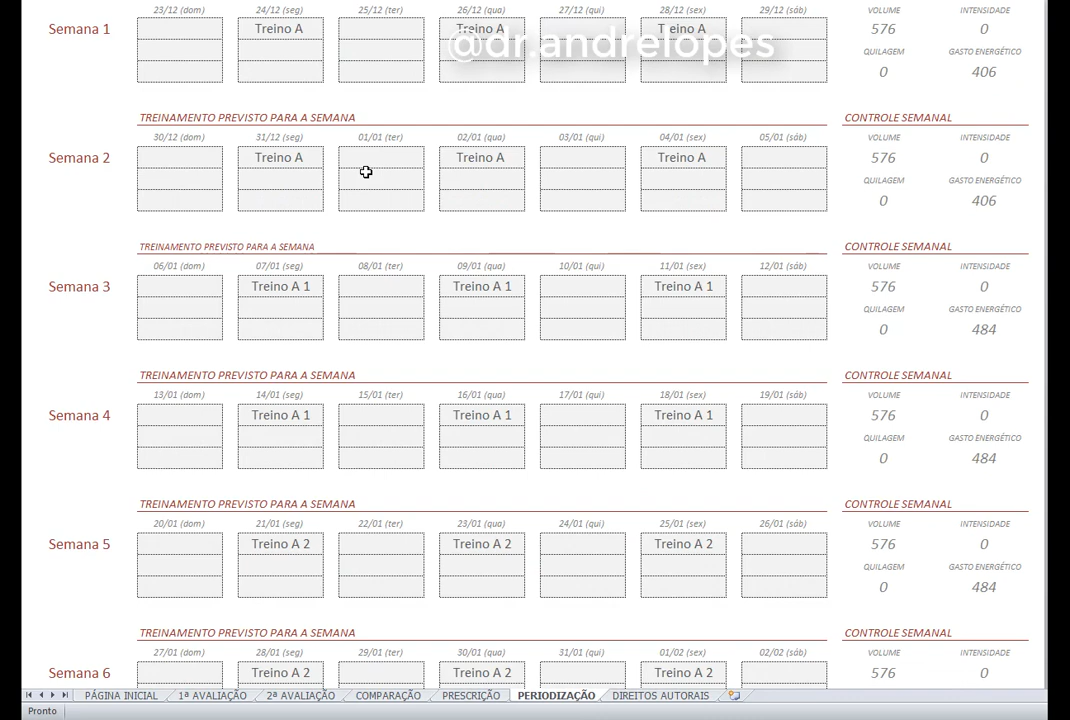 23/12 (dom) 24/12 (seg) 25/12 (ter) 26/12 (qua) 27/12 (qui) 28/12 (sex) 29/12 (sáb) VOLUME INTENSIDADE
Semana 1 Treino A Treino A Treino A 576 0
@dr.andrelopes
QUILAGEM GASTO ENERGÉTICO
0 406
TREINAMENTO PREVISTO PARA A SEMANA CONTROLE SEMANAL
30/12 (dom) 31/12 (seg) 01/01 (ter) 02/01 (qua) 03/01 (qui) 04/01 (sex) 05/01 (sáb) VOLUME INTENSIDADE
Semana 2 Treino A Treino A Treino A 576 0
QUILAGEM GASTO ENERGÉTICO
0 406
TREINAMENTO PREVISTO PARA A SEMANA CONTROLE SEMANAL
06/01 (dom) 07/01 (seg) 08/01 (ter) 09/01 (qua) 10/01 (qui) 11/01 (sex) 12/01 (sáb) VOLUME INTENSIDADE
Semana 3 Treino A 1 Treino A 1 Treino A 1 576 0
QUILAGEM GASTO ENERGÉTICO
0 484
TREINAMENTO PREVISTO PARA A SEMANA CONTROLE SEMANAL
13/01 (dom) 14/01 (seg) 15/01 (ter) 16/01 (qua) 17/01 (qui) 18/01 (sex) 19/01 (sáb) VOLUME INTENSIDADE
Semana 4 Treino A 1 Treino A 1 Treino A 1 576 0
QUILAGEM GASTO ENERGÉTICO
0 484
TREINAMENTO PREVISTO PARA A SEMANA CONTROLE SEMANAL
20/01 (dom) 21/01 (seg) 22/01 (ter) 23/01 (qua) 24/01 (qui) 25/01 (sex) 26/01 (sáb) VOLUME INTENSIDADE
Semana 5 Treino A 2 Treino A 2 Treino A 2 576 0
QUILAGEM GASTO ENERGÉTICO
0 484
TREINAMENTO PREVISTO PARA A SEMANA CONTROLE SEMANAL
27/01 (dom) 28/01 (seg) 29/01 (ter) 30/01 (qua) 31/01 (qui) 01/02 (sex) 02/02 (sáb) VOLUME INTENSIDADE
Semana 6 Treino A 2 Treino A 2 Treino A 2 576 0
PÁGINA INICIAL 1ª AVALIAÇÃO 2ª AVALIAÇÃO COMPARAÇÃO PRESCRIÇÃO PERIODIZAÇÃO DIREITOS AUTORAIS
Pronto